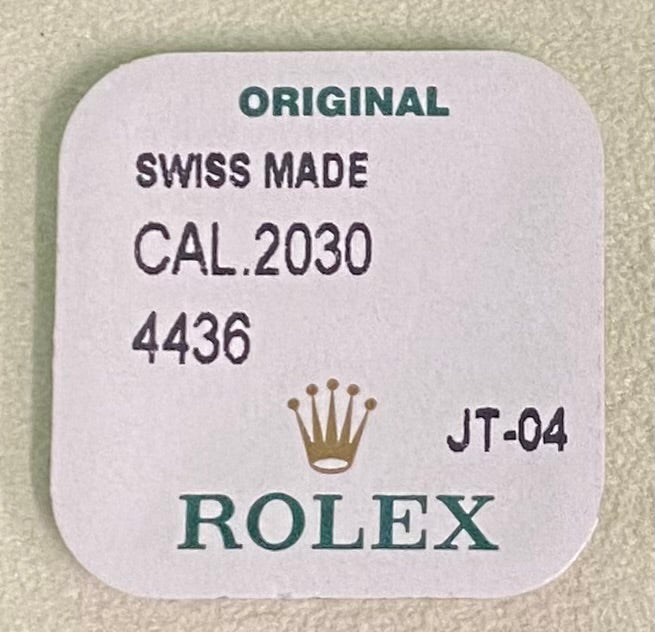 ORIGINAL
SWISS MADE
CAL.2030
4436
JT-04
ROLEX